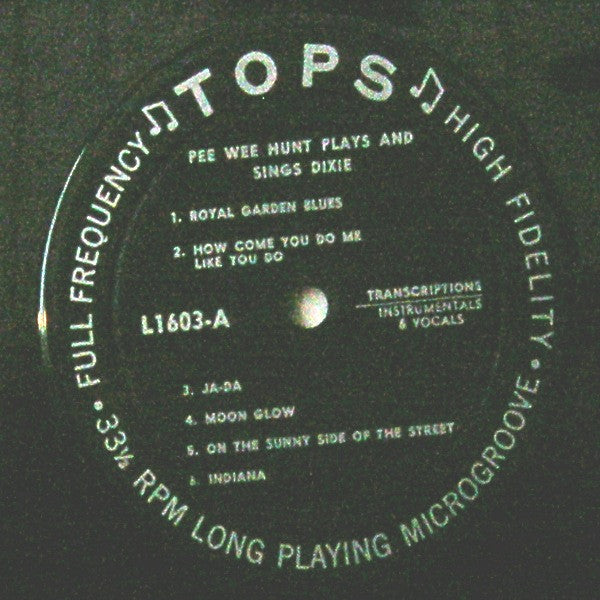 TOPS
FULL FREQUENCY
HIGH FIDELITY
PEE WEE HUNT PLAYS AND
SINGS DIXIE
1. ROYAL GARDEN BLUES
2. HOW COME YOU DO ME
LIKE YOU DO
L1603-A
TRANSCRIPTIONS
INSTRUMENTALS
& VOCALS
3. JA-DA
4. MOON GLOW
5. ON THE SUNNY SIDE OF THE STREET
6. INDIANA
• 33⅓ RPM LONG PLAYING MICROGROOVE •